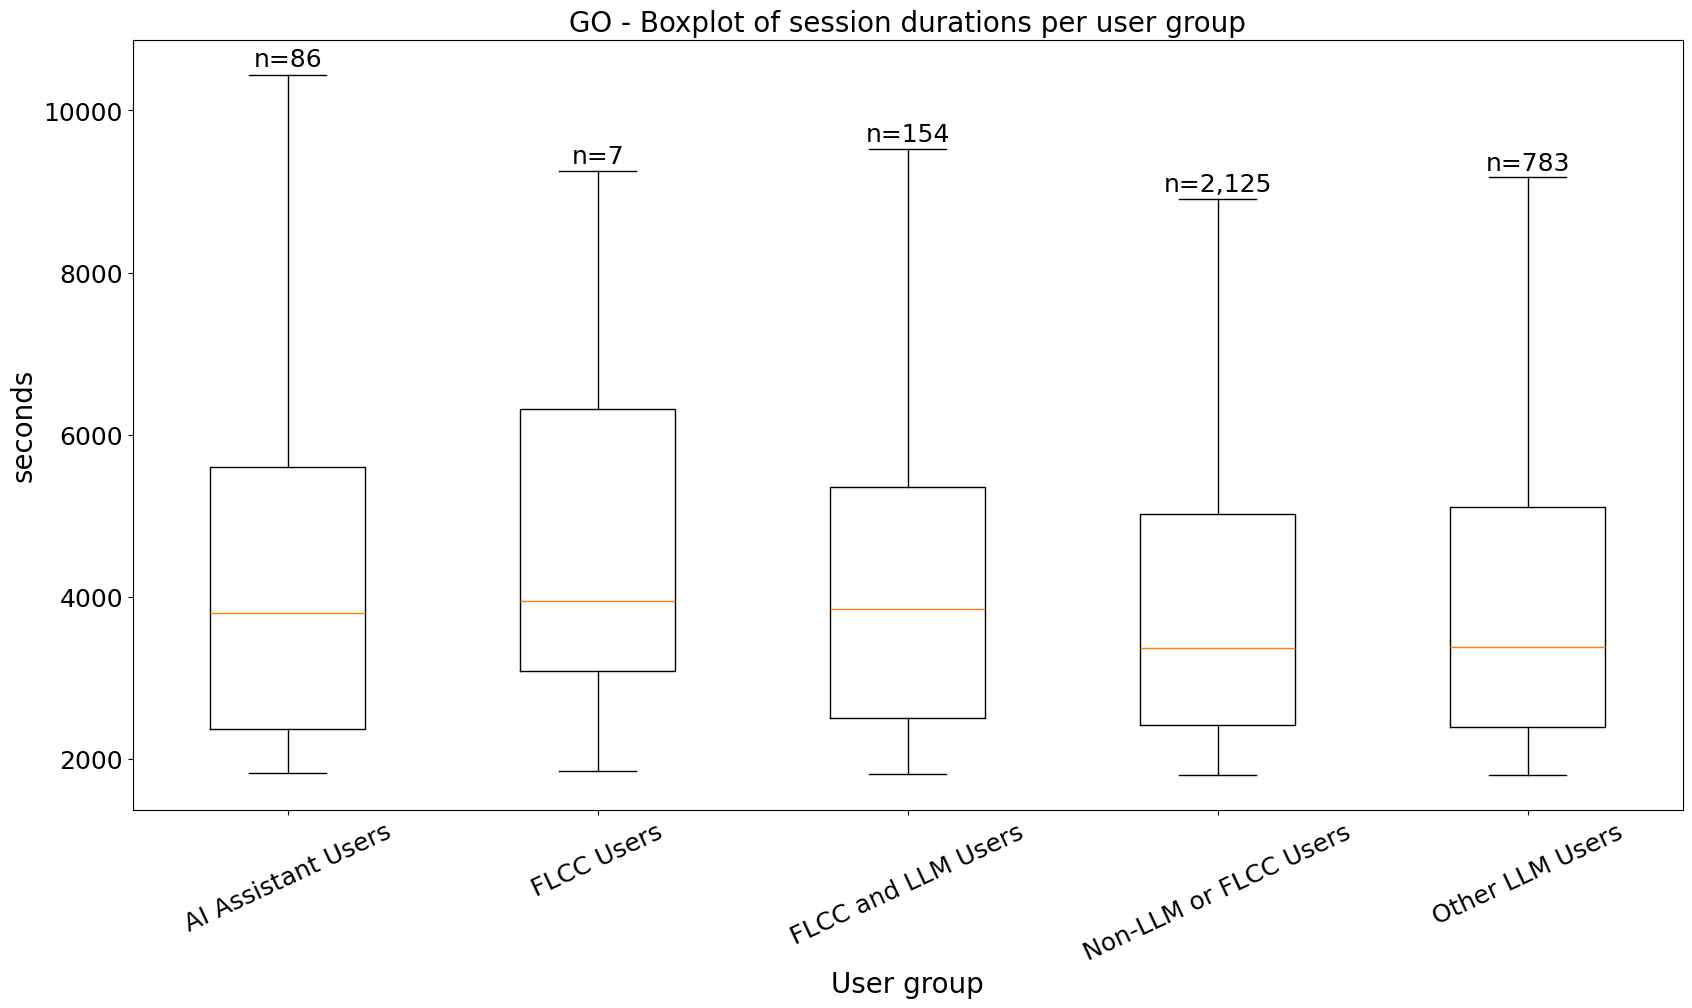 GO - Boxplot of session durations per user group
n=86
n=7
n=154
n=2,125
n=783
10000
8000
6000
4000
2000
seconds
AI Assistant Users
FLCC Users
FLCC and LLM Users
Non-LLM or FLCC Users
Other LLM Users
User group